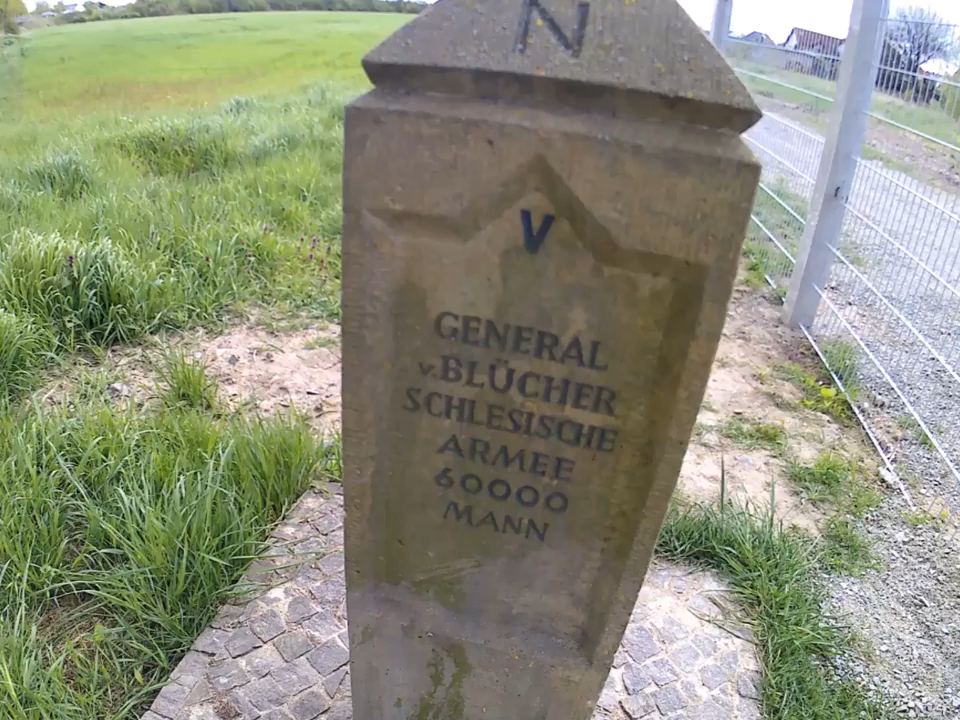 N
V
GENERAL
v. BLÜCHER
SCHLESISCHE
ARMEE
60000
MANN